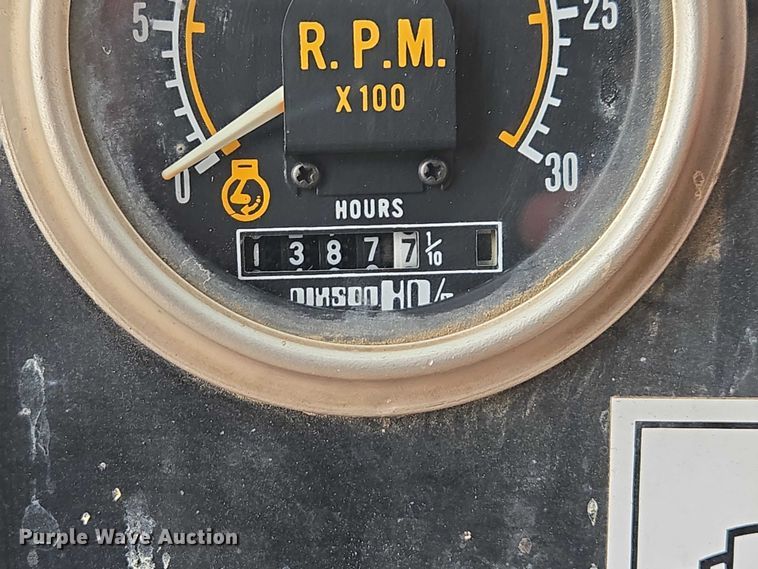 5
25
R.P.M.
X100
0
30
HOURS
1 3 8 7 7 1/10
Purple Wave Auction